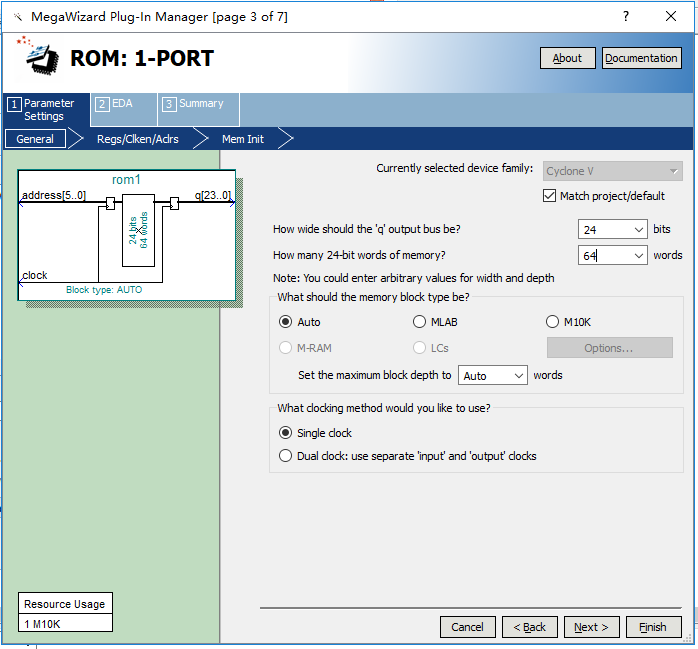 MegaWizard Plug-In Manager [page 3 of 7]
?
ROM: 1-PORT
About
Documentation
1 Parameter Settings
2 EDA
3 Summary
General
Regs/Clken/Aclrs
Mem Init
rom1
address[5..0]
q[23..0]
24 bits
64 words
clock
Block type: AUTO
Currently selected device family:
Cyclone V
Match project/default
How wide should the 'q' output bus be?
24
bits
How many 24-bit words of memory?
64
words
Note: You could enter arbitrary values for width and depth
What should the memory block type be?
Auto
MLAB
M10K
M-RAM
LCs
Options...
Set the maximum block depth to
Auto
words
What clocking method would you like to use?
Single clock
Dual clock: use separate 'input' and 'output' clocks
Resource Usage
1 M10K
Cancel
< Back
Next >
Finish